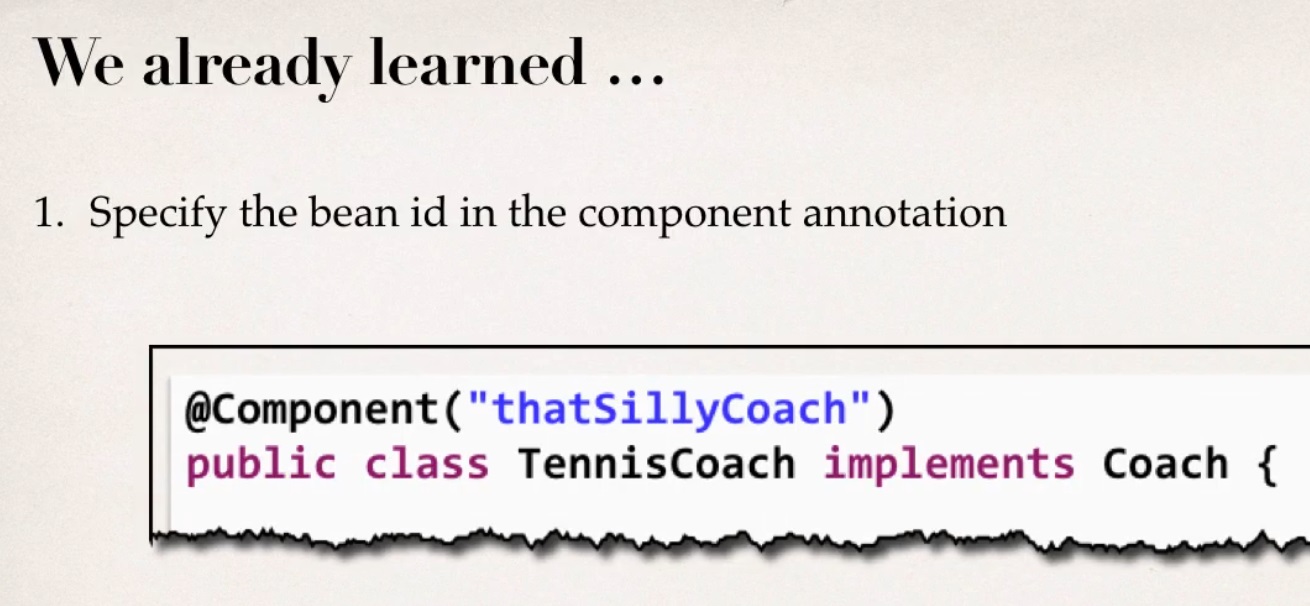 We already learned ...
1. Specify the bean id in the component annotation
@Component("thatSillyCoach")
public class TennisCoach implements Coach {